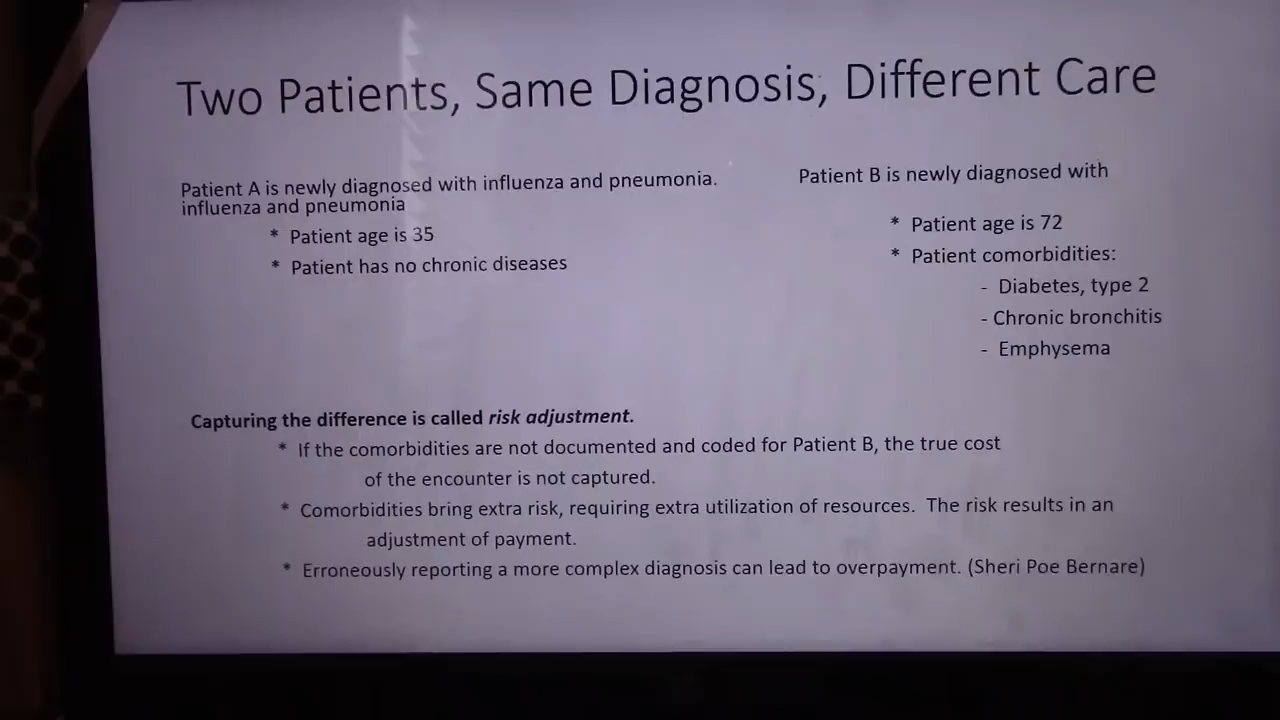 Two Patients, Same Diagnosis, Different Care
Patient A is newly diagnosed with influenza and pneumonia.
influenza and pneumonia
* Patient age is 35
* Patient has no chronic diseases
Patient B is newly diagnosed with
* Patient age is 72
* Patient comorbidities:
- Diabetes, type 2
- Chronic bronchitis
- Emphysema
Capturing the difference is called risk adjustment.
* If the comorbidities are not documented and coded for Patient B, the true cost
of the encounter is not captured.
* Comorbidities bring extra risk, requiring extra utilization of resources. The risk results in an
adjustment of payment.
* Erroneously reporting a more complex diagnosis can lead to overpayment. (Sheri Poe Bernare)